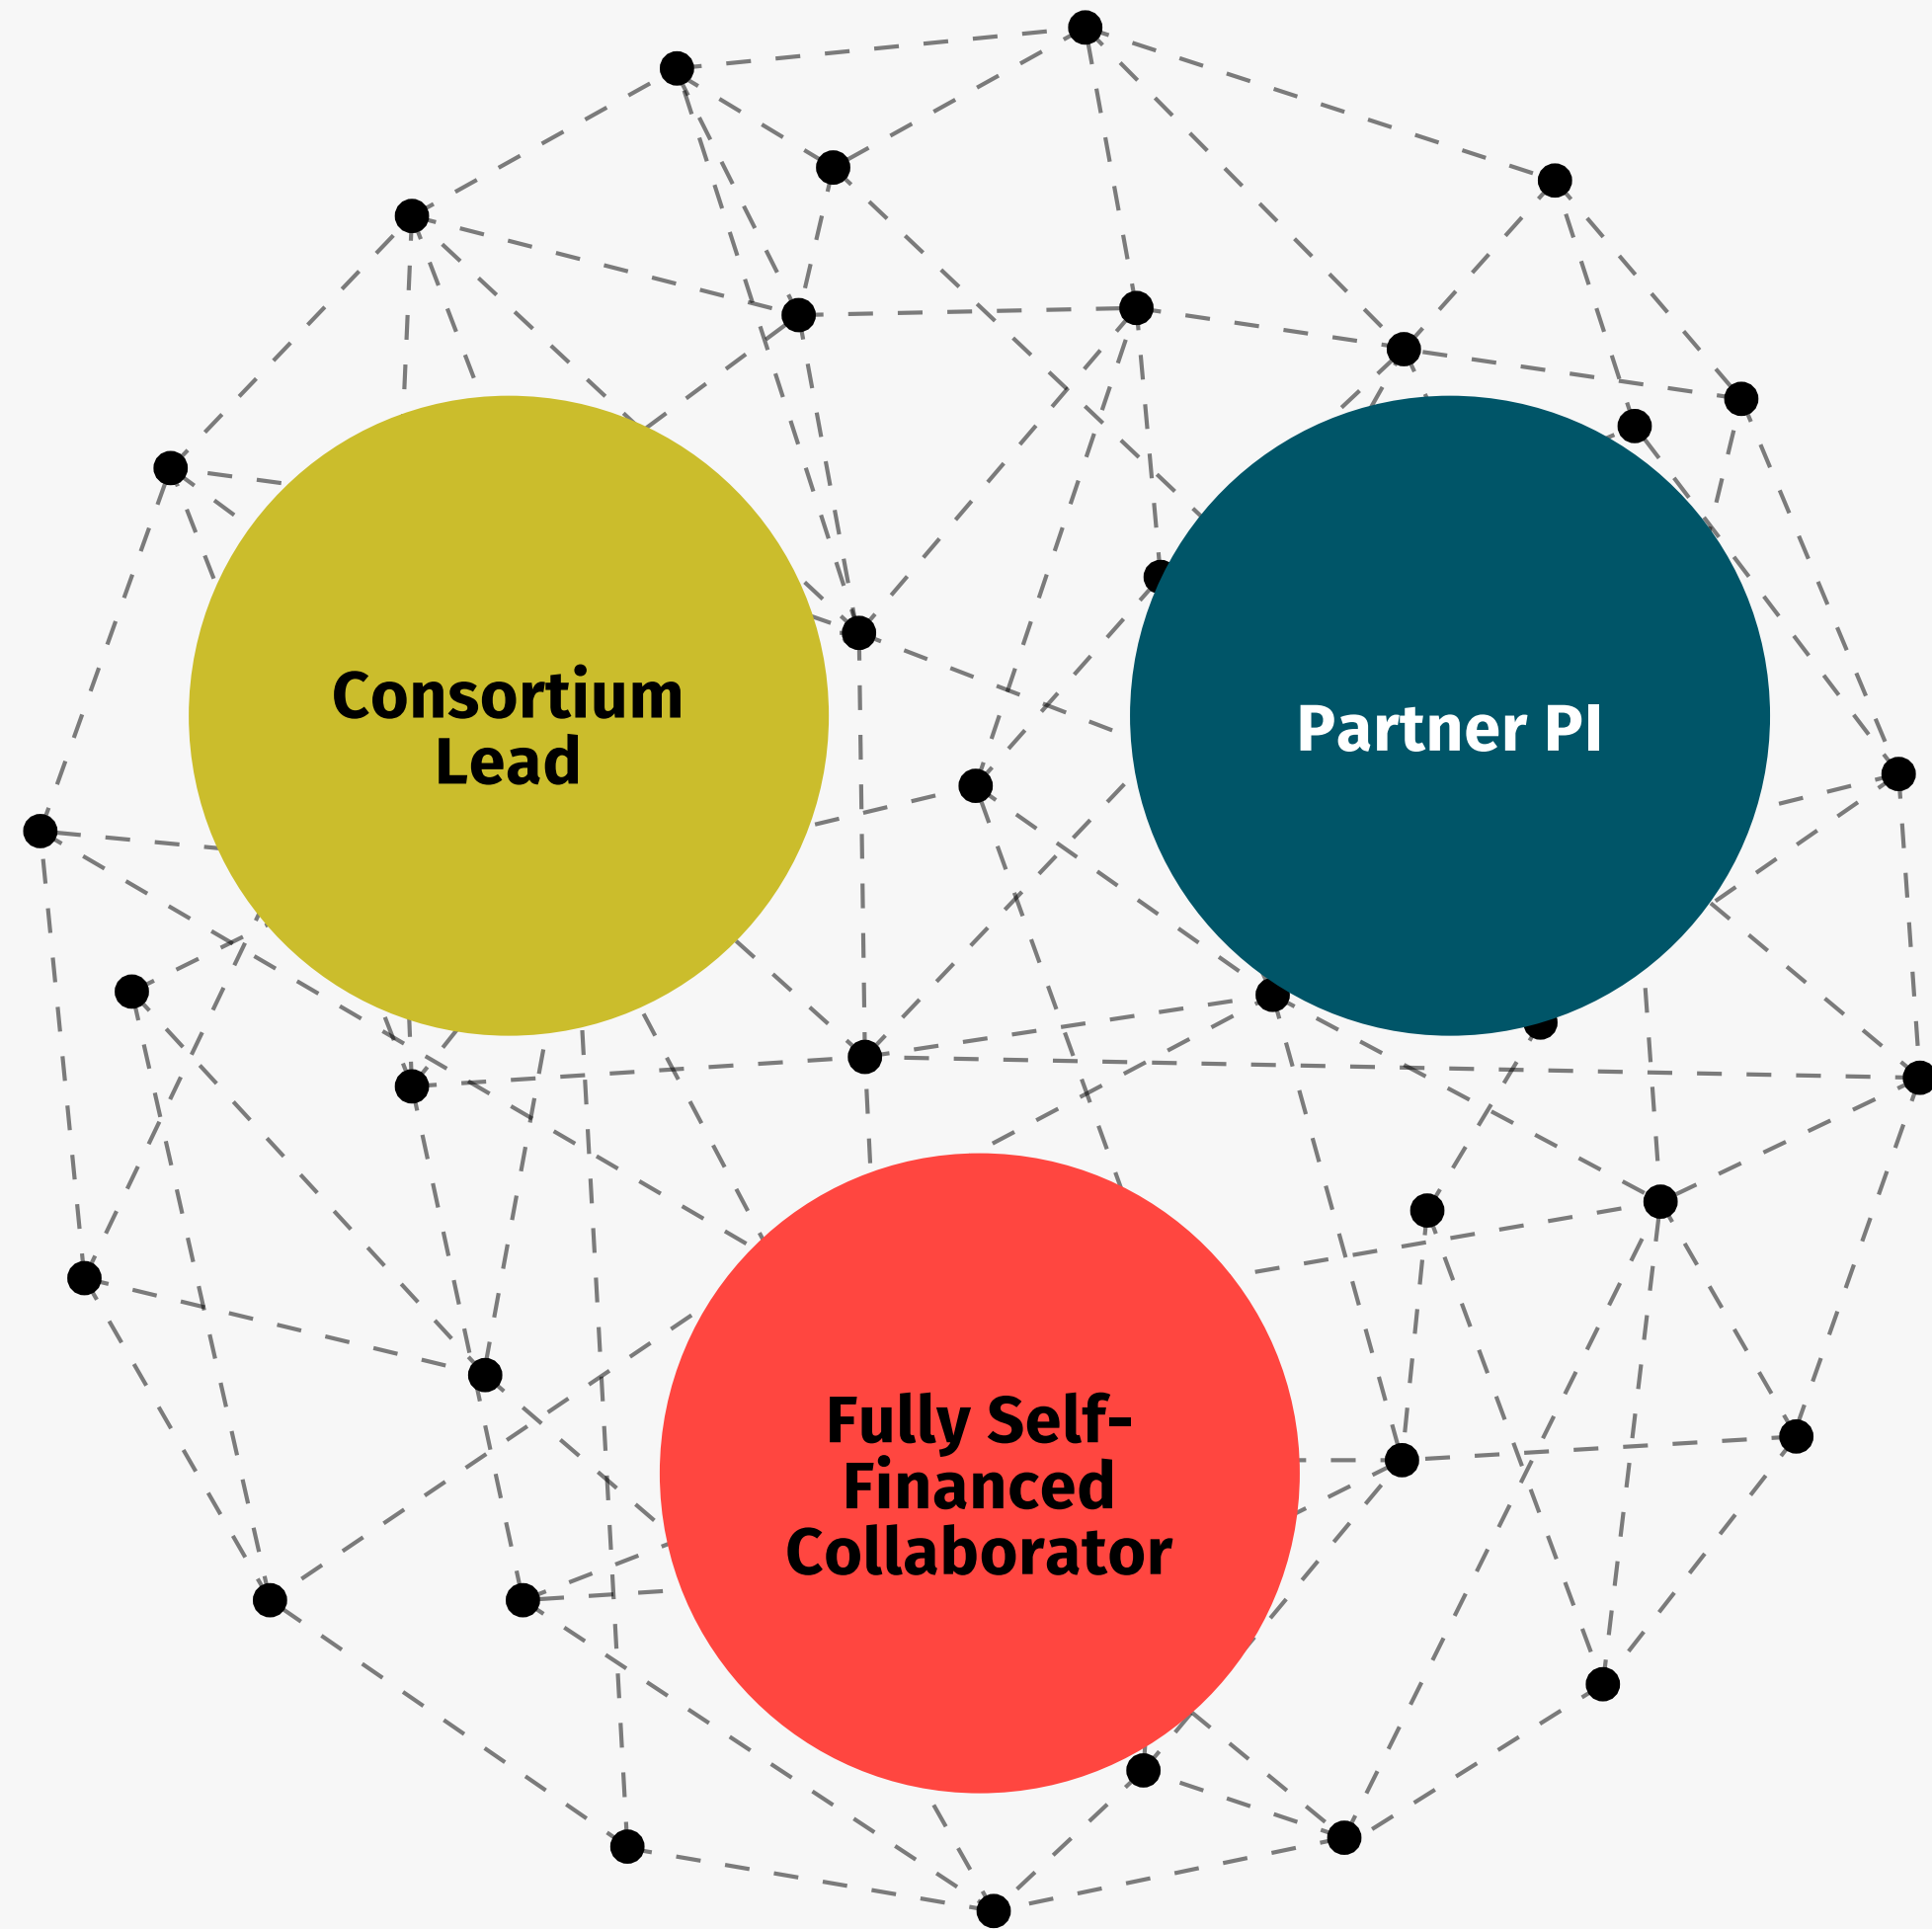 Consortium
Lead
Partner PI
Fully Self-
Financed
Collaborator